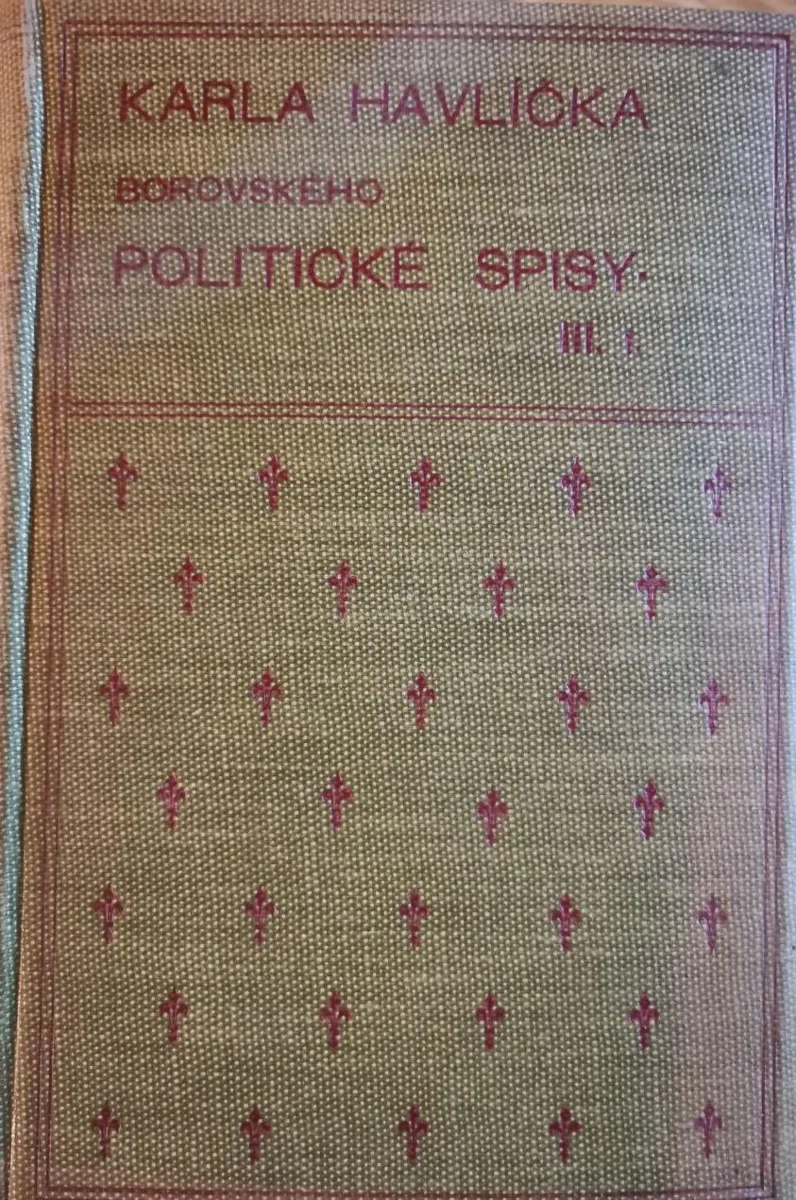 KARLA HAVLÍČKA
BOROVSKÉHO
POLITICKÉ SPISY.
III. 1.